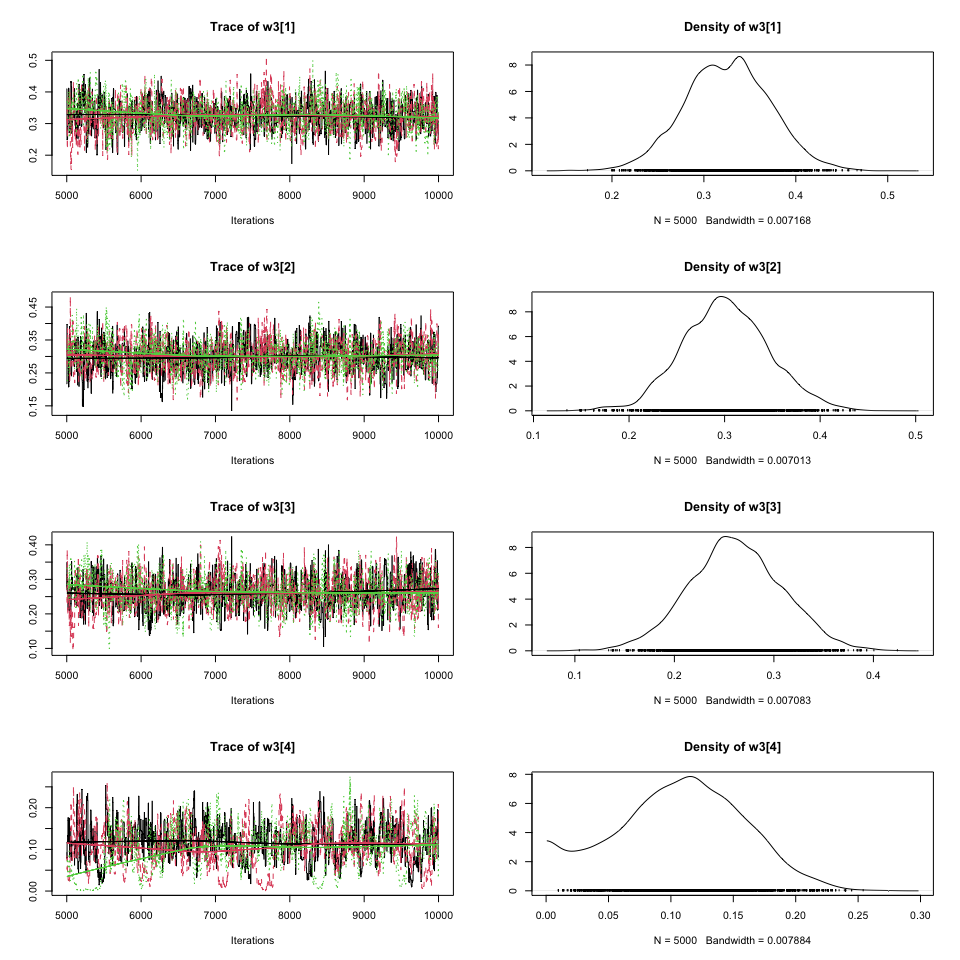 Trace of w3[1]
0.2 0.3 0.4 0.5
5000 6000 7000 8000 9000 10000
Iterations
Density of w3[1]
0 2 4 6 8
0.2 0.3 0.4 0.5
N = 5000 Bandwidth = 0.007168
Trace of w3[2]
0.15 0.25 0.35 0.45
5000 6000 7000 8000 9000 10000
Iterations
Density of w3[2]
0 2 4 6 8
0.1 0.2 0.3 0.4 0.5
N = 5000 Bandwidth = 0.007013
Trace of w3[3]
0.10 0.20 0.30 0.40
5000 6000 7000 8000 9000 10000
Iterations
Density of w3[3]
0 2 4 6 8
0.1 0.2 0.3 0.4
N = 5000 Bandwidth = 0.007083
Trace of w3[4]
0.00 0.10 0.20
5000 6000 7000 8000 9000 10000
Iterations
Density of w3[4]
0 2 4 6 8
0.00 0.05 0.10 0.15 0.20 0.25 0.30
N = 5000 Bandwidth = 0.007884